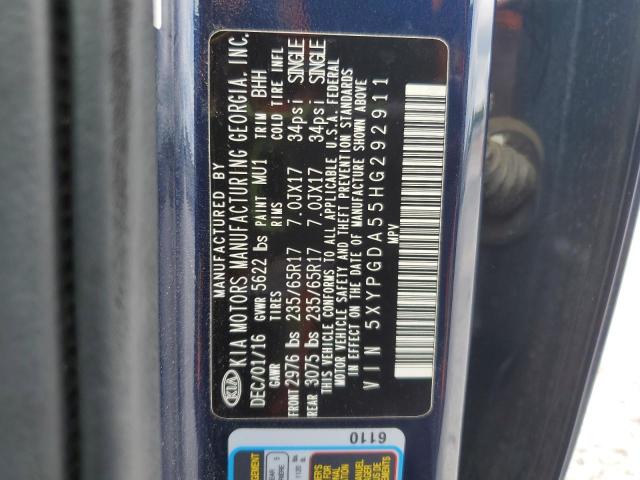 MANUFACTURED BY
KIA KIA MOTORS MANUFACTURING GEORGIA, INC.
DEC/01/16 GVWR 5622 lbs PAINT MU1 TRIM BHH
GAWR TIRES RIMS COLD TIRE INFL
FRONT 2976 lbs 235/65R17 7.0JX17 34psi SINGLE
REAR 3075 lbs 235/65R17 7.0JX17 34psi SINGLE
THIS VEHICLE CONFORMS TO ALL APPLICABLE U.S.A. FEDERAL
MOTOR VEHICLE SAFETY AND THEFT PREVENTION STANDARDS
IN EFFECT ON THE DATE OF MANUFACTURE SHOWN ABOVE
VIN 5XYPGDA55HG292911
MPV
6110